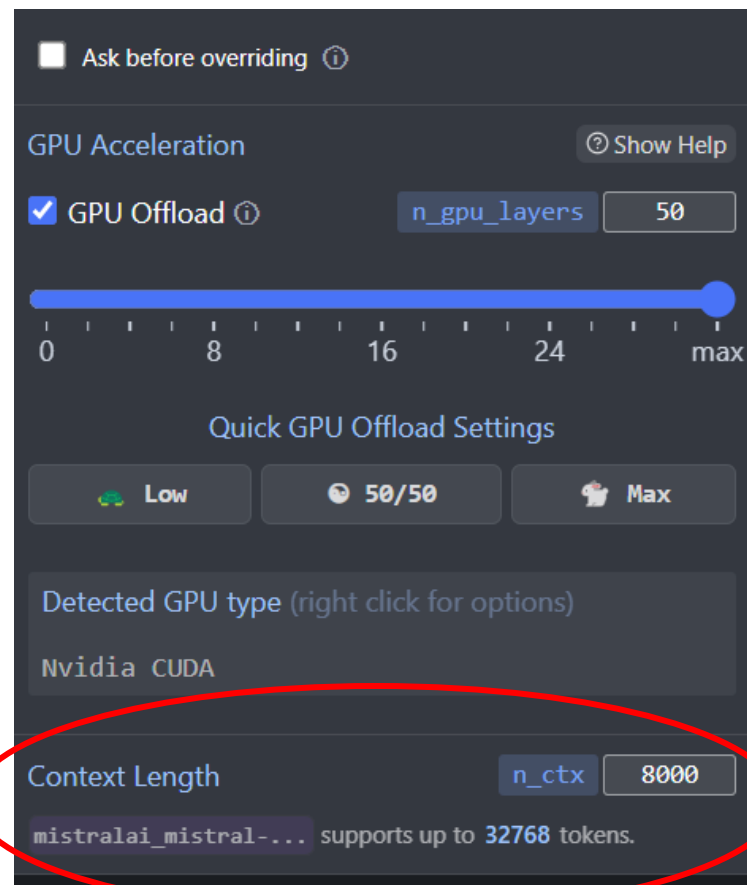 Ask before overriding
GPU Acceleration Show Help
GPU Offload n_gpu_layers 50
0 8 16 24 max
Quick GPU Offload Settings
Low 50/50 Max
Detected GPU type (right click for options)
Nvidia CUDA
Context Length n_ctx 8000
mistralai_mistral-... supports up to 32768 tokens.